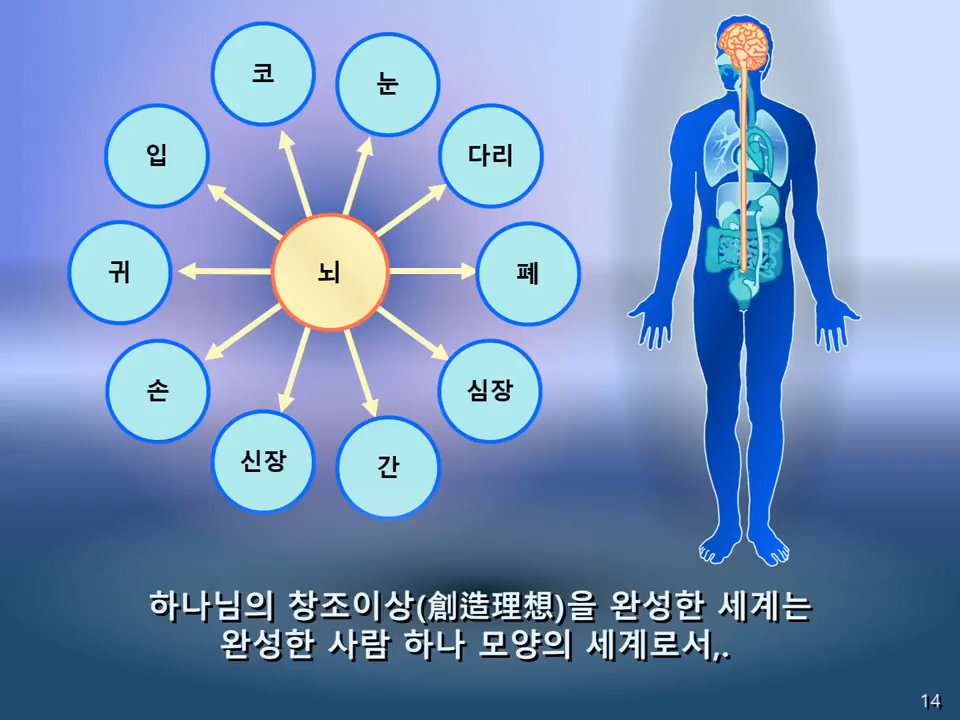 코
눈
입
다리
귀
뇌
폐
손
심장
신장
간
하나님의 창조이상(創造理想)을 완성한 세계는
완성한 사람 하나 모양의 세계로서,.
14